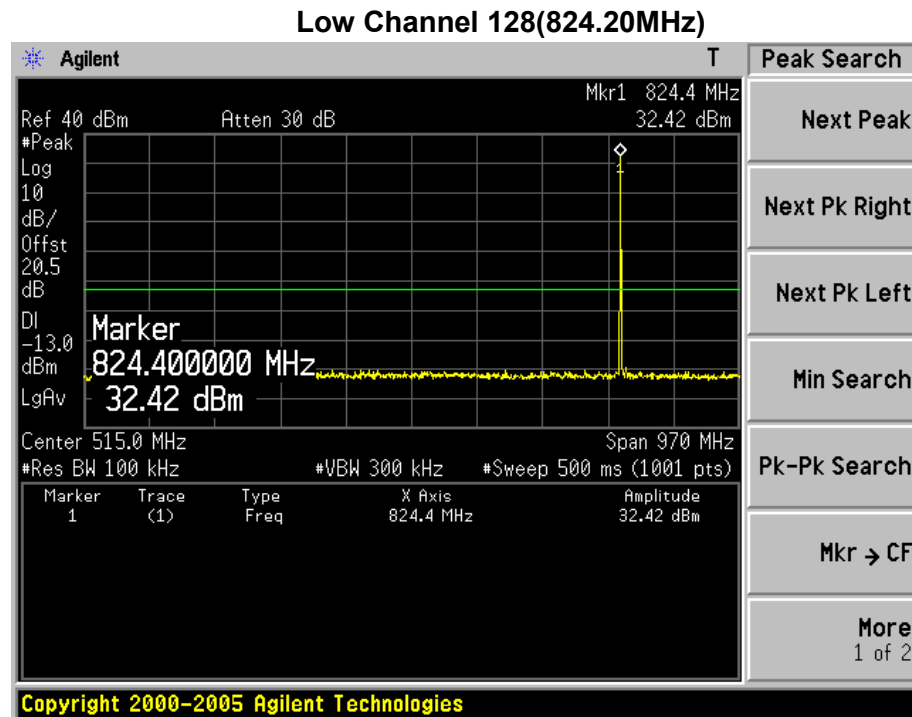 Low Channel 128(824.20MHz)
Agilent T
Peak Search
Mkr1 824.4 MHz
Ref 40 dBm Atten 30 dB 32.42 dBm
#Peak
Log
10
dB/
Offst
20.5
dB
DI
-13.0
dBm
LgAv
1
Marker
824.400000 MHz
32.42 dBm
Center 515.0 MHz Span 970 MHz
#Res BW 100 kHz #VBW 300 kHz #Sweep 500 ms (1001 pts)
Marker Trace Type X Axis Amplitude
1 (1) Freq 824.4 MHz 32.42 dBm
Next Peak
Next Pk Right
Next Pk Left
Min Search
Pk-Pk Search
Mkr → CF
More
1 of 2
Copyright 2000-2005 Agilent Technologies